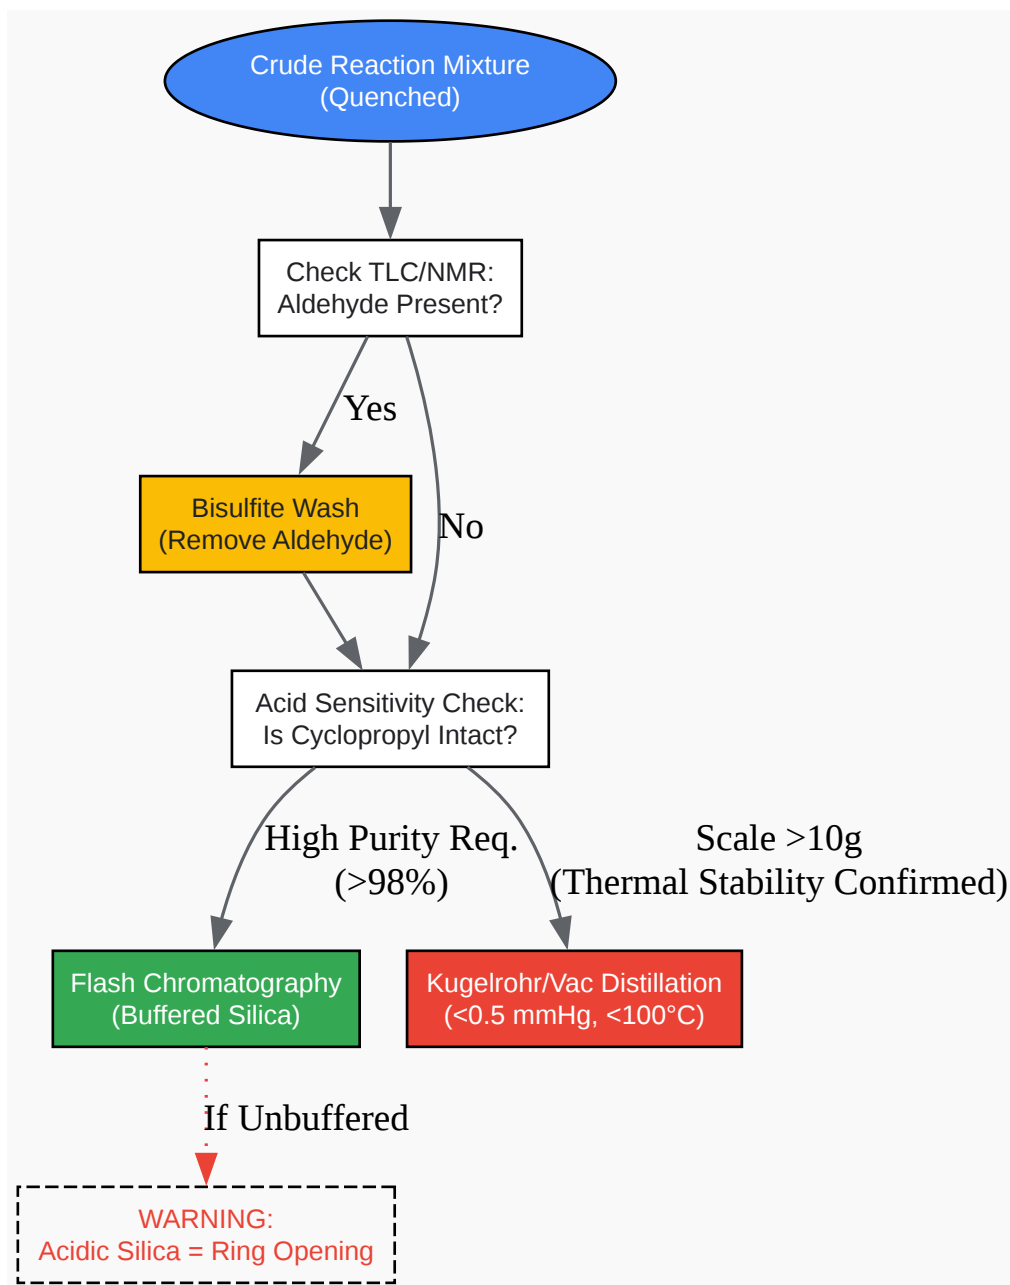 Crude Reaction Mixture
(Quenched)
Check TLC/NMR:
Aldehyde Present?
Yes
Bisulfite Wash
(Remove Aldehyde)
No
Acid Sensitivity Check:
Is Cyclopropyl Intact?
High Purity Req.
(>98%)
Scale >10g
(Thermal Stability Confirmed)
Flash Chromatography
(Buffered Silica)
Kugelrohr/Vac Distillation
(<0.5 mmHg, <100°C)
If Unbuffered
WARNING:
Acidic Silica = Ring Opening